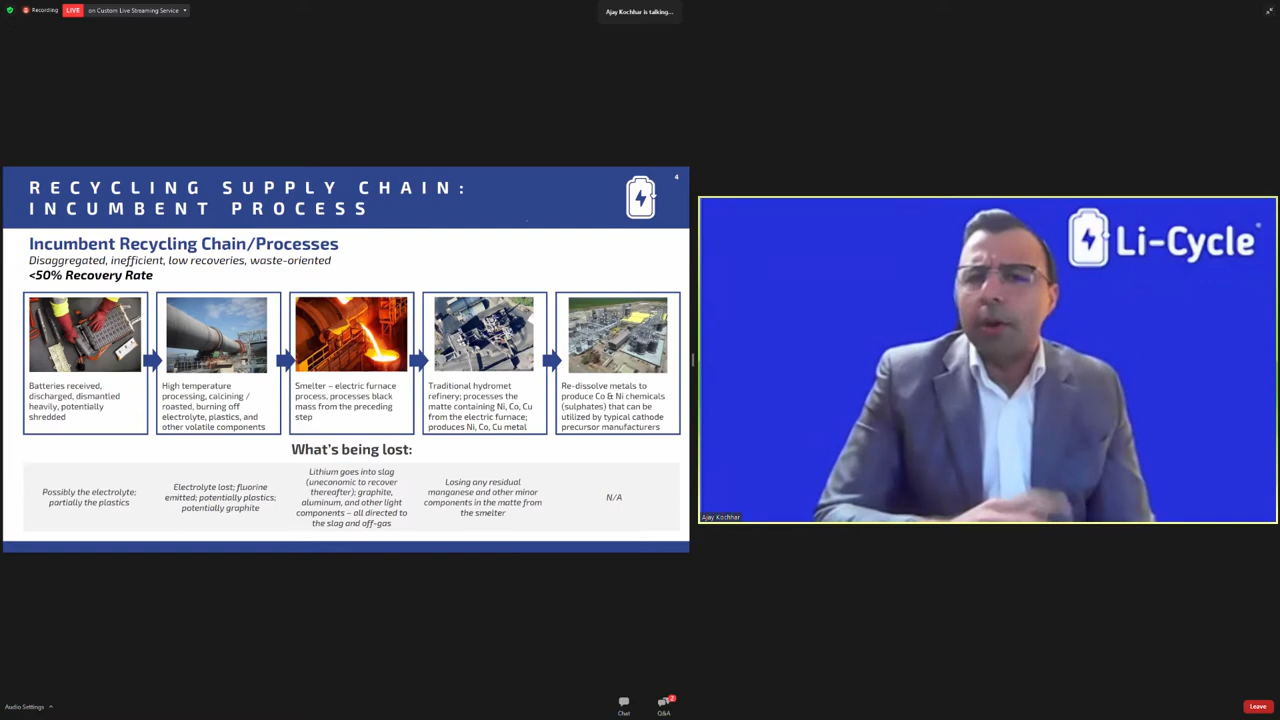 Recording
LIVE
on Custom Live Streaming Service
Ajay Kochhar is talking...
RECYCLING SUPPLY CHAIN:
INCUMBENT PROCESS
4
Incumbent Recycling Chain/Processes
Disaggregated, inefficient, low recoveries, waste-oriented
<50% Recovery Rate
Batteries received,
discharged, dismantled
heavily, potentially
shredded
High temperature
processing, calcining /
roasted, burning off
electrolyte, plastics, and
other volatile components
Smelter – electric furnace
process, processes black
mass from the preceding
step
Traditional hydromet
refinery; processes the
matte containing Ni, Co, Cu
from the electric furnace;
produces Ni, Co, Cu metal
Re-dissolve metals to
produce Co & Ni chemicals
(sulphates) that can be
utilized by typical cathode
precursor manufacturers
What's being lost:
Possibly the electrolyte;
partially the plastics
Electrolyte lost; fluorine
emitted; potentially plastics;
potentially graphite
Lithium goes into slag
(uneconomic to recover
thereafter); graphite,
aluminum, and other light
components – all directed to
the slag and off-gas
Losing any residual
manganese and other minor
components in the matte from
the smelter
N/A
Li-Cycle
Ajay Kochhar
Audio Settings
Chat
Q&A
2
Leave